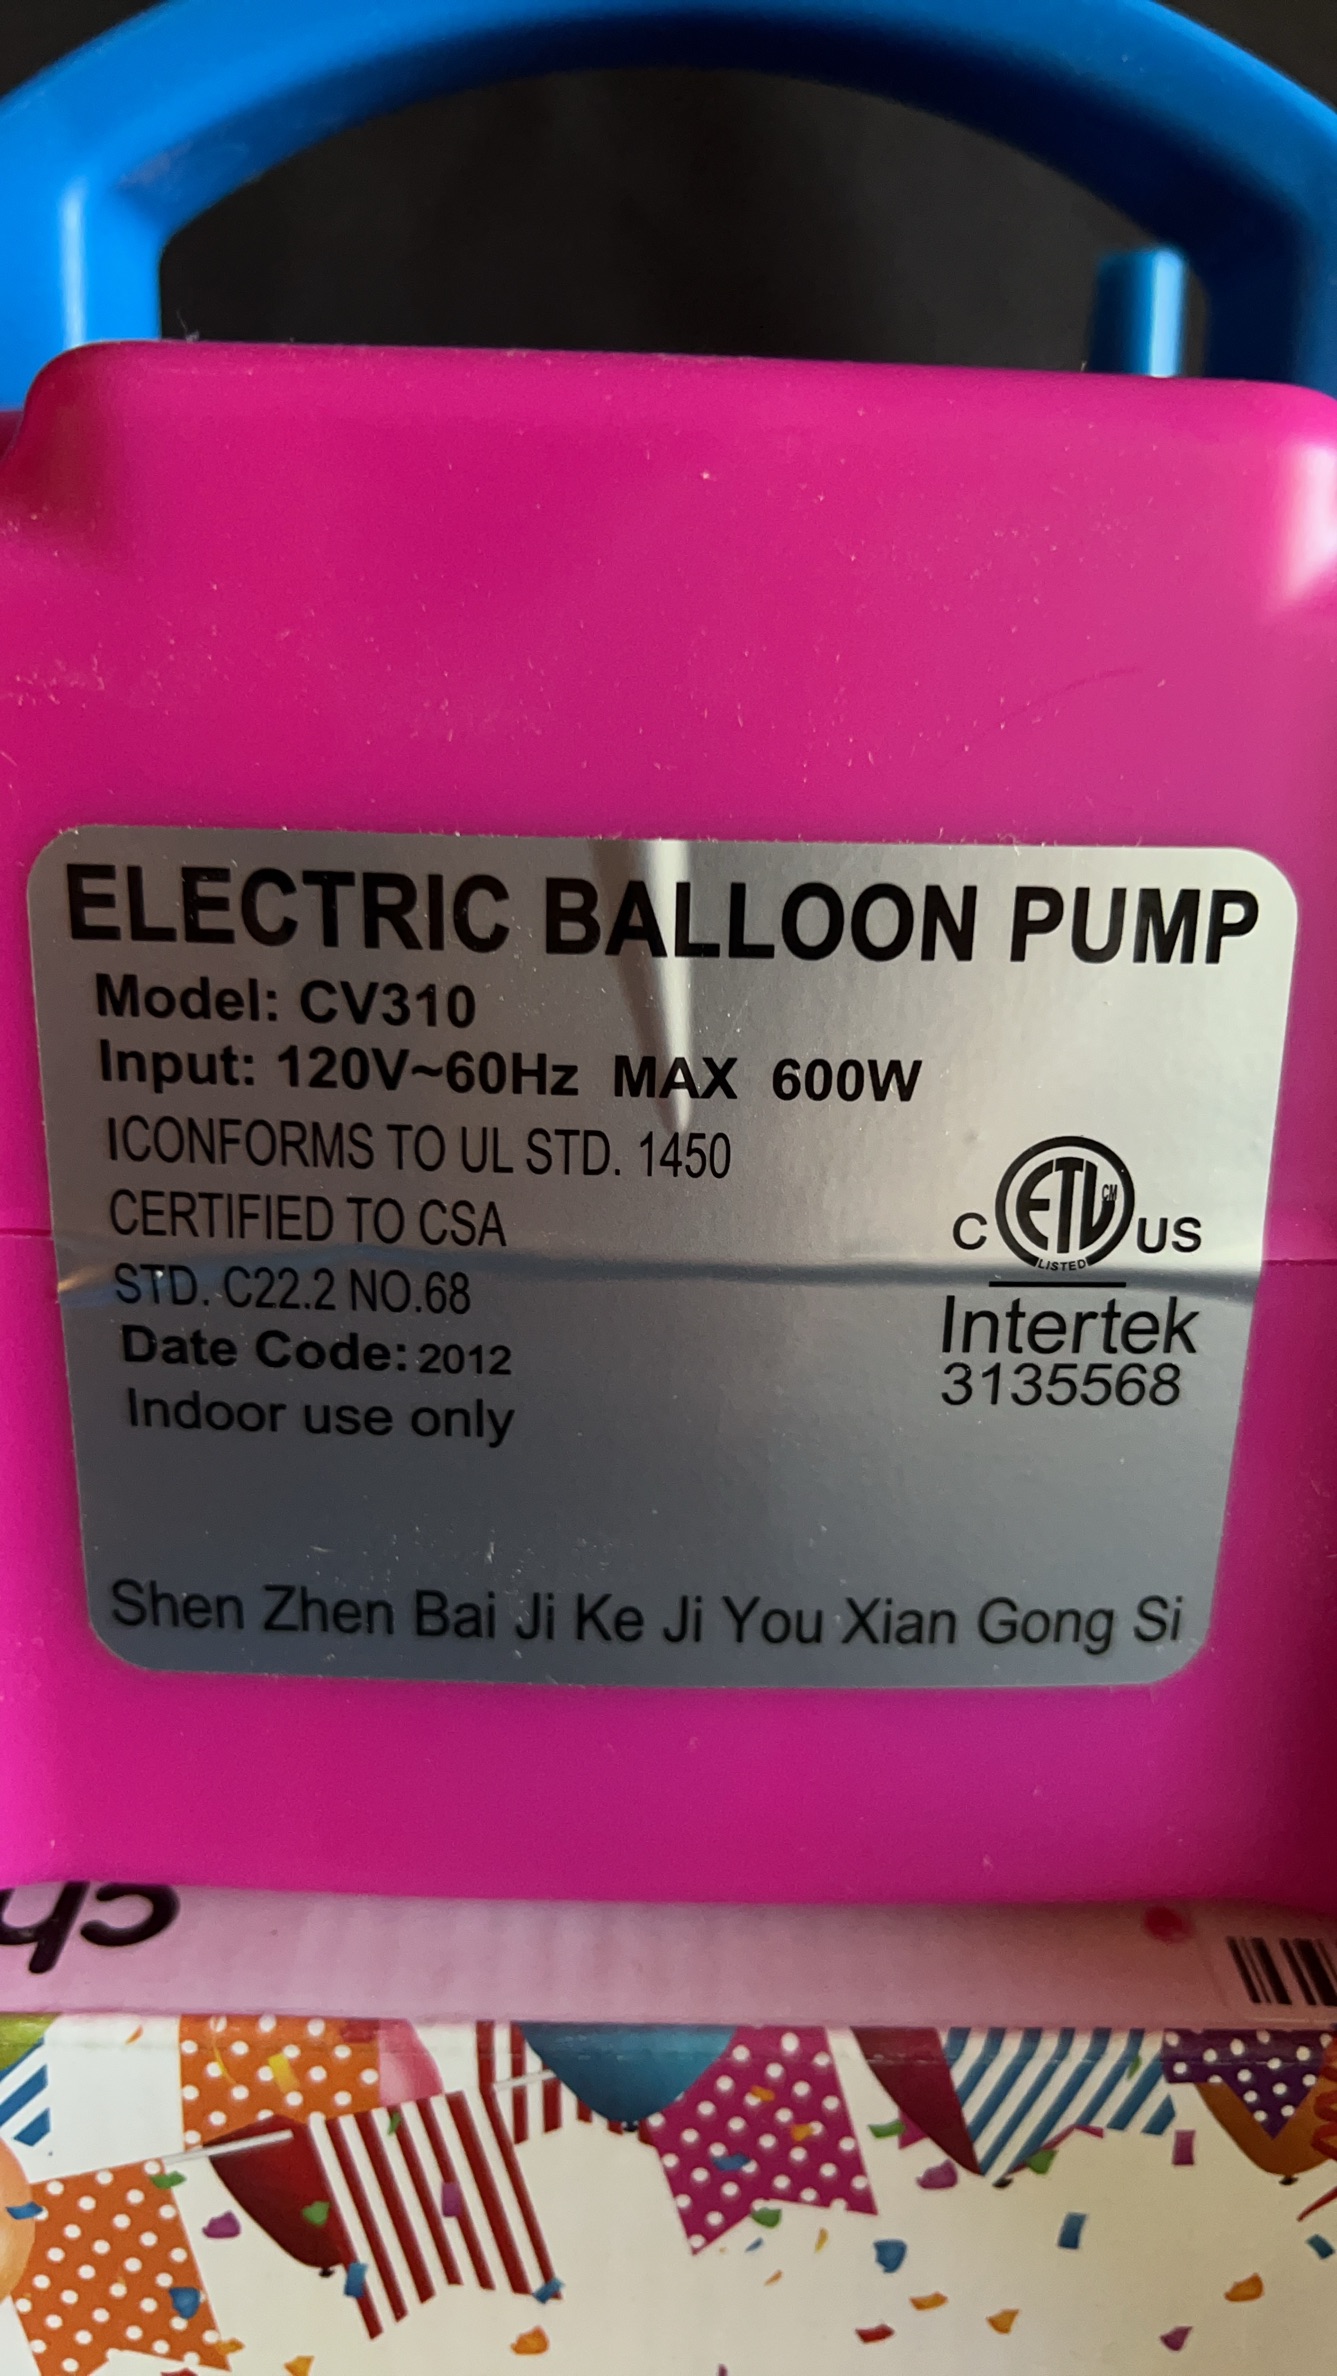 ELECTRIC BALLOON PUMP
Model: CV310
Input: 120V~60Hz MAX 600W
ICONFORMS TO UL STD. 1450
CERTIFIED TO CSA
STD. C22.2 NO.68
Date Code: 2012
Indoor use only
C ETL CM US
LISTED
Intertek
3135568
Shen Zhen Bai Ji Ke Ji You Xian Gong Si